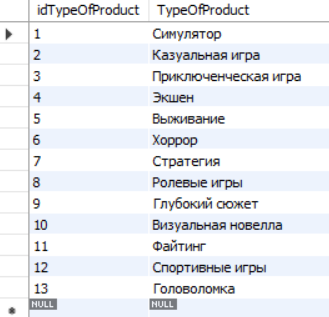 idTypeOfProduct TypeOfProduct
1 Симулятор
2 Казуальная игра
3 Приключенческая игра
4 Экшен
5 Выживание
6 Хоррор
7 Стратегия
8 Ролевые игры
9 Глубокий сюжет
10 Визуальная новелла
11 Файтинг
12 Спортивные игры
13 Головоломка
NULL NULL